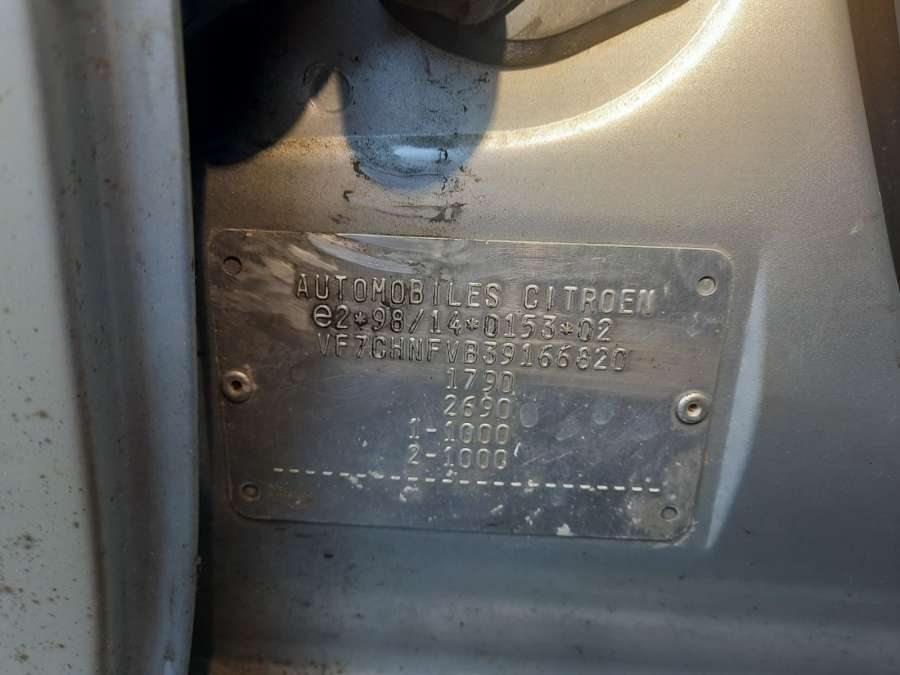 AUTOMOBILES CITROEN
e2*98/14*0153*02
VF7CHNFVB39166820
1790
2690
1-1000
2-1000